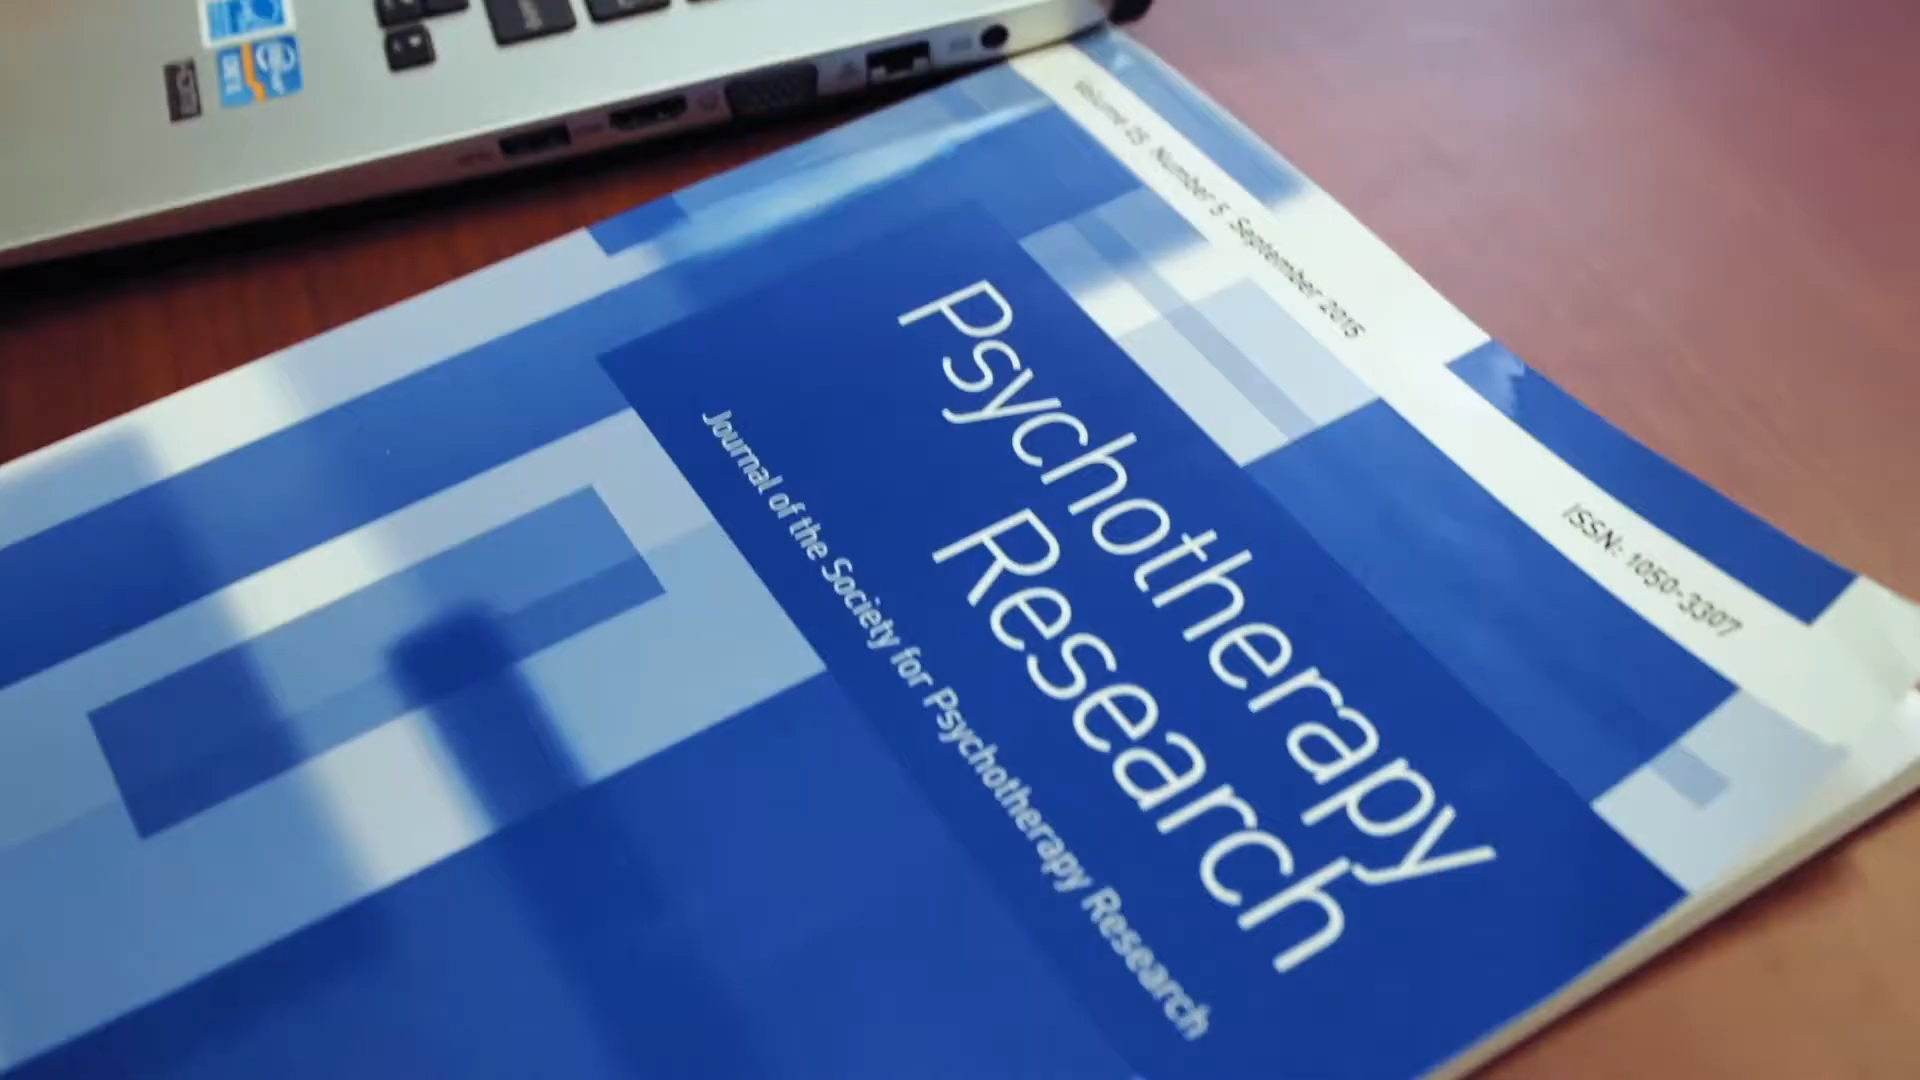 Volume 25 Number 5 September 2015
ISSN: 1050-3307
Psychotherapy
Research
Journal of the Society for Psychotherapy Research